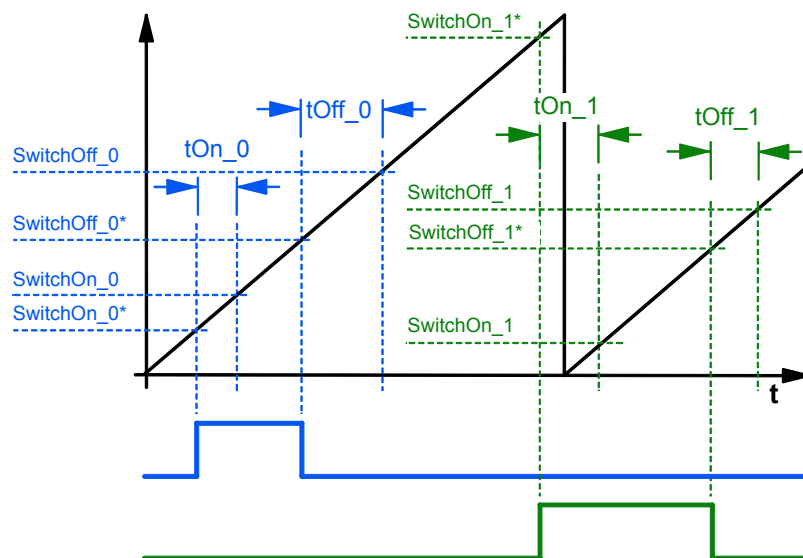 SwitchOn_1*
tOff_0
tOn_1
tOff_1
tOn_0
SwitchOff_0
SwitchOff_1
SwitchOff_0*
SwitchOff_1*
SwitchOn_0
SwitchOn_0*
SwitchOn_1
t